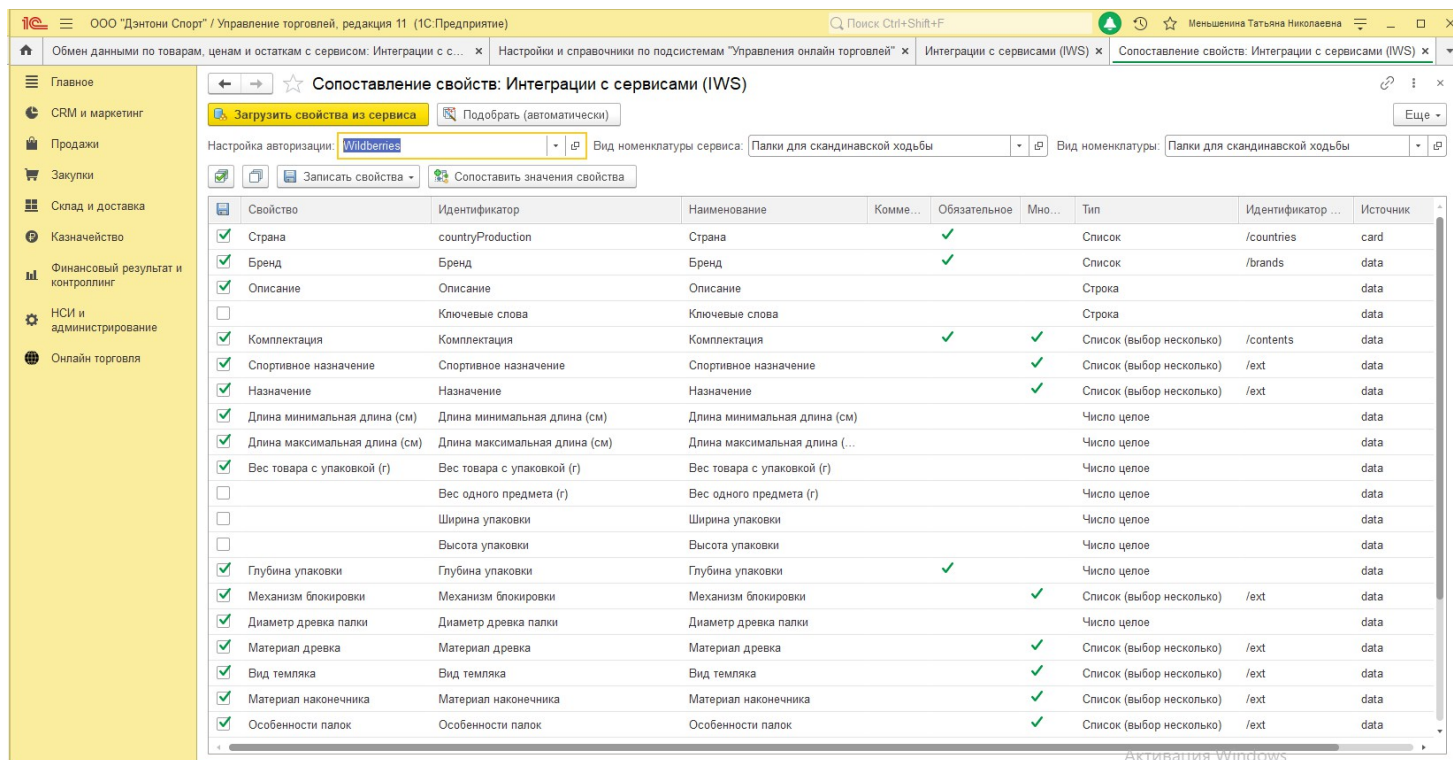 1С ООО "Дэнтони Спорт" / Управление торговлей, редакция 11 (1С:Предприятие) Поиск Ctrl+Shift+F Меньшенина Татьяна Николаевна
Обмен данными по товарам, ценам и остаткам с сервисом: Интеграции с с... × Настройки и справочники по подсистемам "Управления онлайн торговлей" × Интеграции с сервисами (IWS) × Сопоставление свойств: Интеграции с сервисами (IWS) ×
Главное
CRM и маркетинг
Продажи
Закупки
Склад и доставка
Казначейство
Финансовый результат и
контроллинг
НСИ и
администрирование
Онлайн торговля
Сопоставление свойств: Интеграции с сервисами (IWS)
Загрузить свойства из сервиса Подобрать (автоматически) Еще
Настройка авторизации: Wildberries Вид номенклатуры сервиса: Папки для скандинавской ходьбы Вид номенклатуры: Папки для скандинавской ходьбы
Записать свойства Сопоставить значения свойства
Свойство Идентификатор Наименование Комме... Обязательное Мно... Тип Идентификатор ... Источник
Страна countryProduction Страна Список /countries card
Бренд Бренд Бренд Список /brands data
Описание Описание Описание Строка data
Ключевые слова Ключевые слова Строка data
Комплектация Комплектация Комплектация Список (выбор несколько) /contents data
Спортивное назначение Спортивное назначение Спортивное назначение Список (выбор несколько) /ext data
Назначение Назначение Назначение Список (выбор несколько) /ext data
Длина минимальная длина (см) Длина минимальная длина (см) Длина минимальная длина (см) Число целое data
Длина максимальная длина (см) Длина максимальная длина (см) Длина максимальная длина (... Число целое data
Вес товара с упаковкой (г) Вес товара с упаковкой (г) Вес товара с упаковкой (г) Число целое data
Вес одного предмета (г) Вес одного предмета (г) Число целое data
Ширина упаковки Ширина упаковки Число целое data
Высота упаковки Высота упаковки Число целое data
Глубина упаковки Глубина упаковки Глубина упаковки Число целое data
Механизм блокировки Механизм блокировки Механизм блокировки Список (выбор несколько) /ext data
Диаметр древка палки Диаметр древка палки Диаметр древка палки Число целое data
Материал древка Материал древка Материал древка Список (выбор несколько) /ext data
Вид темляка Вид темляка Вид темляка Список (выбор несколько) /ext data
Материал наконечника Материал наконечника Материал наконечника Список (выбор несколько) /ext data
Особенности палок Особенности палок Особенности палок Список (выбор несколько) /ext data
Активация Windows